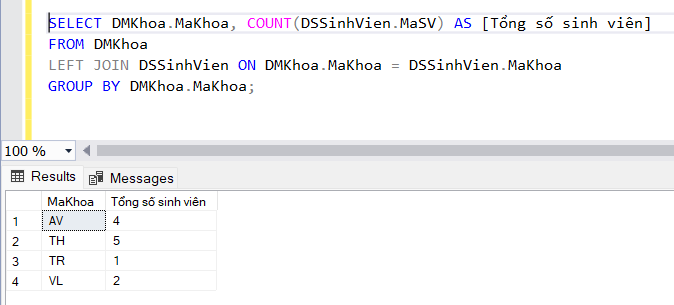 SELECT DMKhoa.MaKhoa, COUNT(DSSinhVien.MaSV) AS [Tổng số sinh viên]
FROM DMKhoa
LEFT JOIN DSSinhVien ON DMKhoa.MaKhoa = DSSinhVien.MaKhoa
GROUP BY DMKhoa.MaKhoa;
100 %
Results Messages
MaKhoa Tổng số sinh viên
1 AV 4
2 TH 5
3 TR 1
4 VL 2